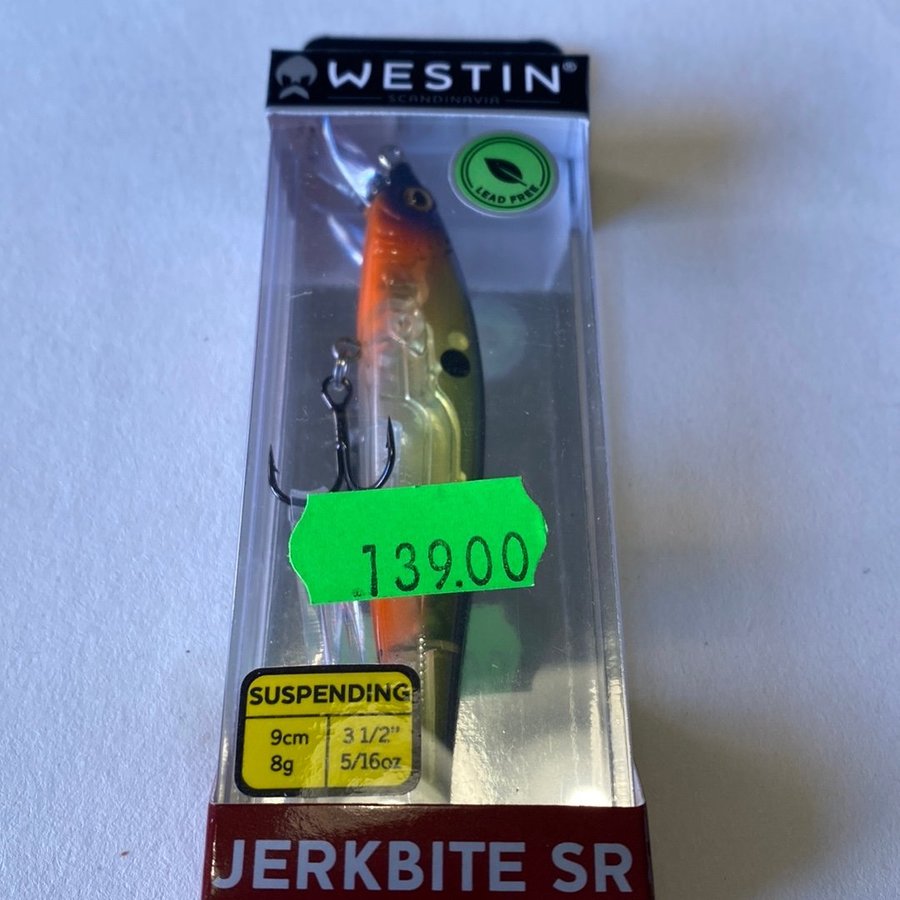 WESTIN®
SCANDINAVIA
LEAD FREE
139.00
SUSPENDING
9cm 3 1/2"
8g 5/16oz
JERKBITE SR